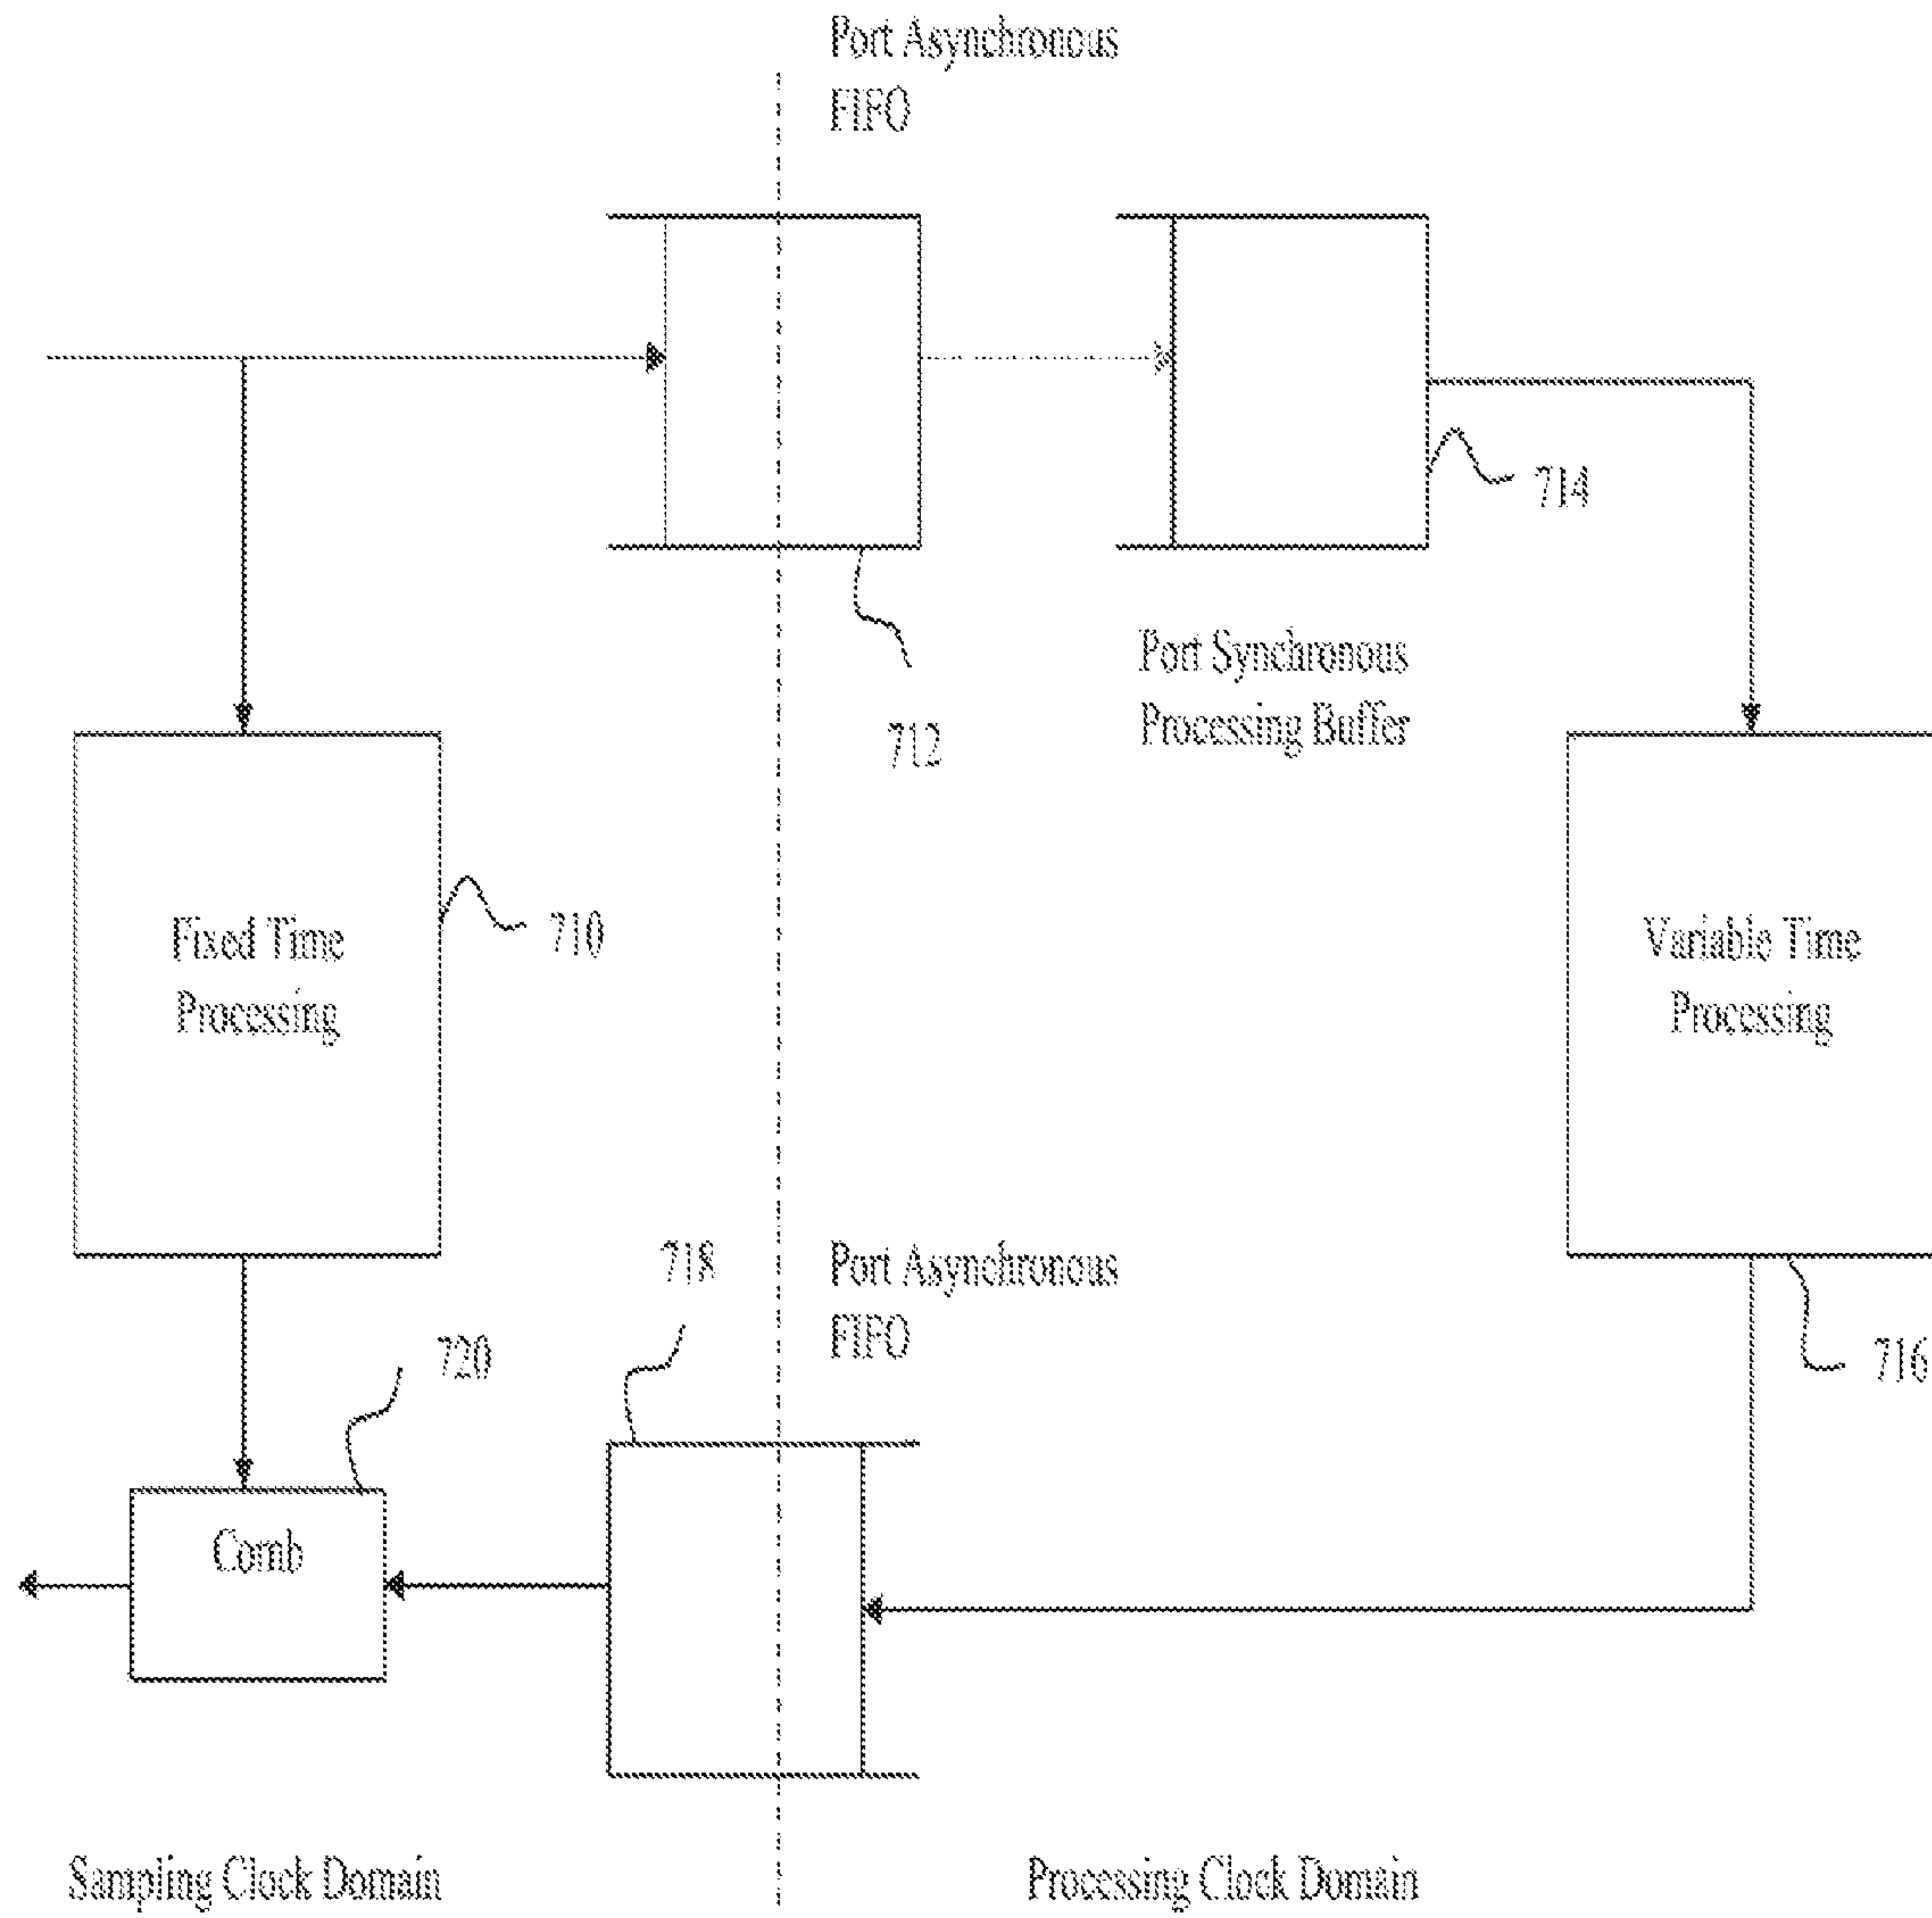 Port Asynchronous
FIFO
714
Port Synchronous
Processing Buffer
712
Fixed Time
Processing
710
Variable Time
Processing
718
Port Asynchronous
FIFO
720
716
Comb
Sampling Clock Domain
Processing Clock Domain